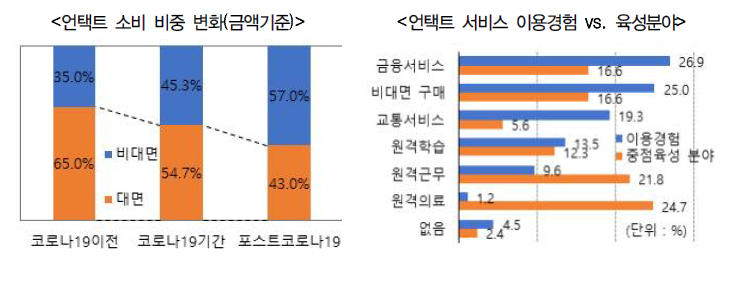 <언택트 소비 비중 변화(금액기준)>
35.0%
45.3%
57.0%
65.0%
54.7%
43.0%
비대면
대면
코로나19이전 코로나19기간 포스트코로나19
<언택트 서비스 이용경험 vs. 육성분야>
금융서비스 26.9
16.6
비대면 구매 25.0
16.6
교통서비스 19.3
5.6
원격학습 13.5
12.3
원격근무 9.6
21.8
원격의료 1.2
24.7
없음 4.5
2.4
이용경험
중점육성 분야
(단위 : %)